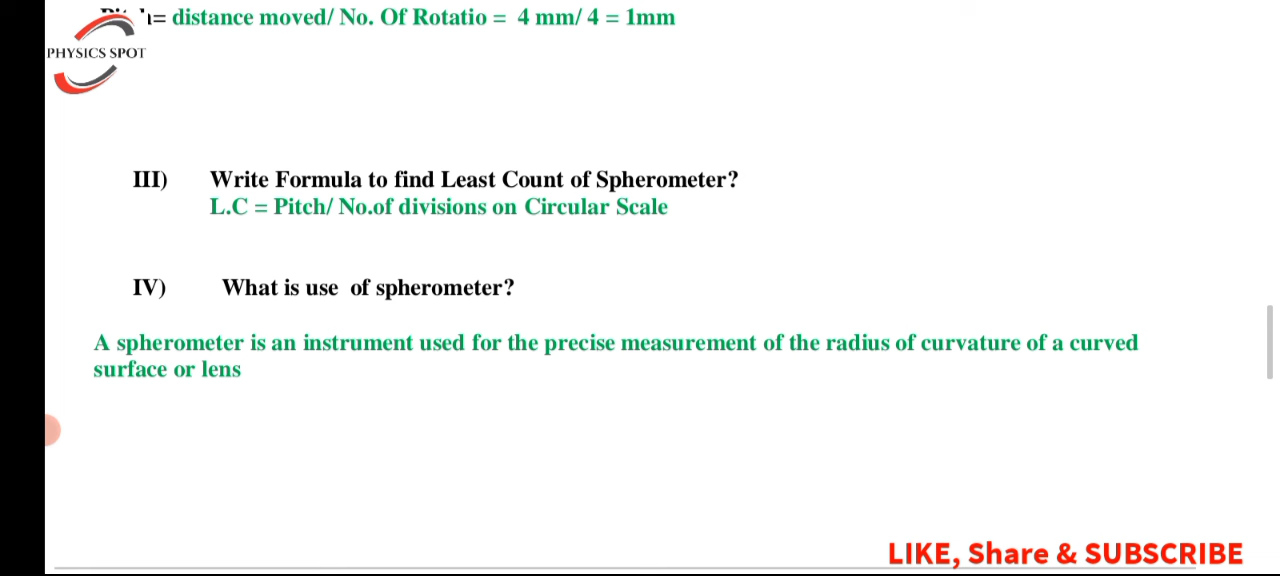 = distance moved/ No. Of Rotatio = 4 mm/ 4 = 1mm
PHYSICS SPOT
III) Write Formula to find Least Count of Spherometer?
L.C = Pitch/ No.of divisions on Circular Scale
IV) What is use of spherometer?
A spherometer is an instrument used for the precise measurement of the radius of curvature of a curved
surface or lens
LIKE, Share & SUBSCRIBE